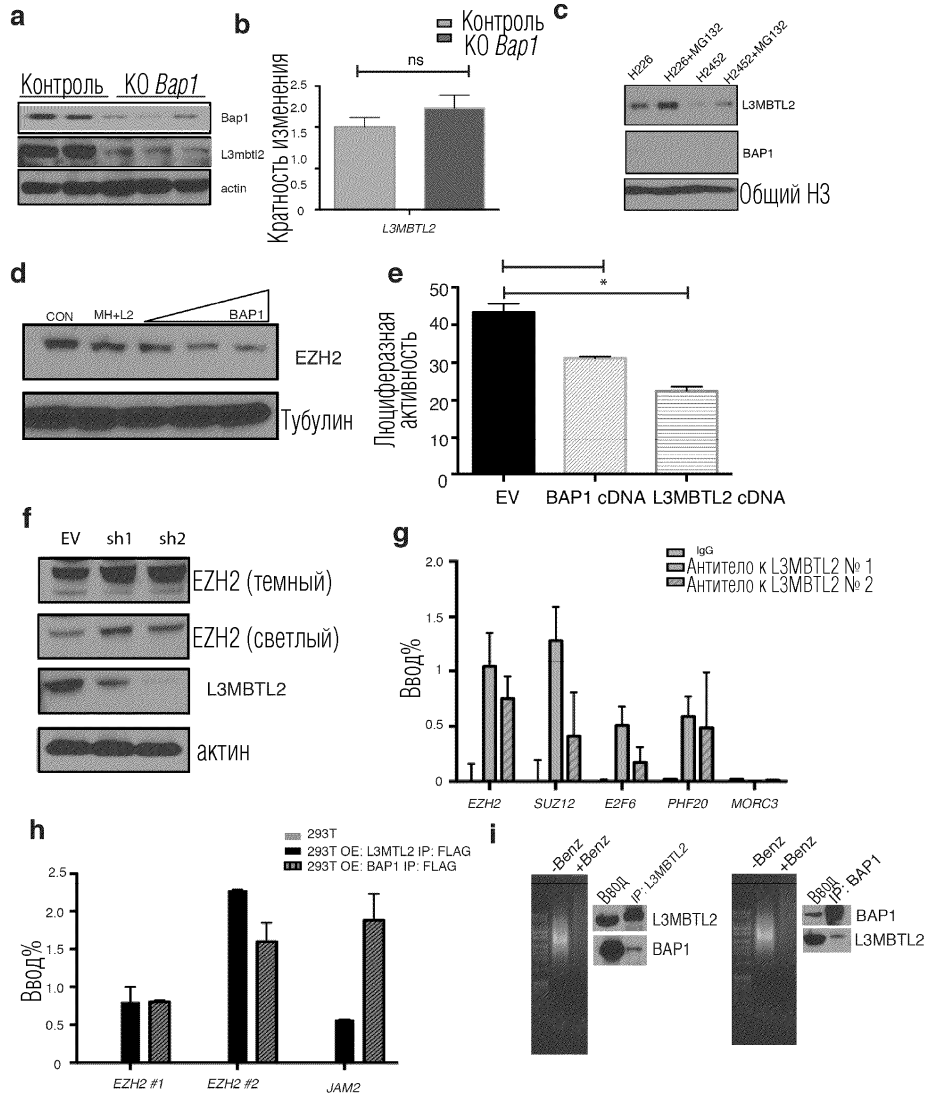 a
Контроль KO Bap1
Bap1
L3mbtl2
actin
b
Контроль
KO Bap1
ns
Кратность изменения
2.5
2.0
1.5
1.0
0.5
0
L3MBTL2
c
H226
H226+MG132
H2452
H2452+MG132
L3MBTL2
BAP1
Общий H3
d
CON MH+L2 BAP1
EZH2
Тубулин
e
*
Люциферазная
активность
50
40
30
20
10
0
EV BAP1 cDNA L3MBTL2 cDNA
f
EV sh1 sh2
EZH2 (темный)
EZH2 (светлый)
L3MBTL2
актин
g
IgG
Антитело к L3MBTL2 № 1
Антитело к L3MBTL2 № 2
Ввод%
2.0
1.5
1
0.5
0
EZH2 SUZ12 E2F6 PHF20 MORC3
h
293T
293T OE: L3MTL2 IP: FLAG
293T OE: BAP1 IP: FLAG
Ввод%
2.5
2.0
1.5
1.0
0.5
0
EZH2 #1 EZH2 #2 JAM2
i
-Benz
+Benz
Ввод
IP: L3MBTL2
L3MBTL2
BAP1
-Benz
+Benz
Ввод
IP: BAP1
BAP1
L3MBTL2